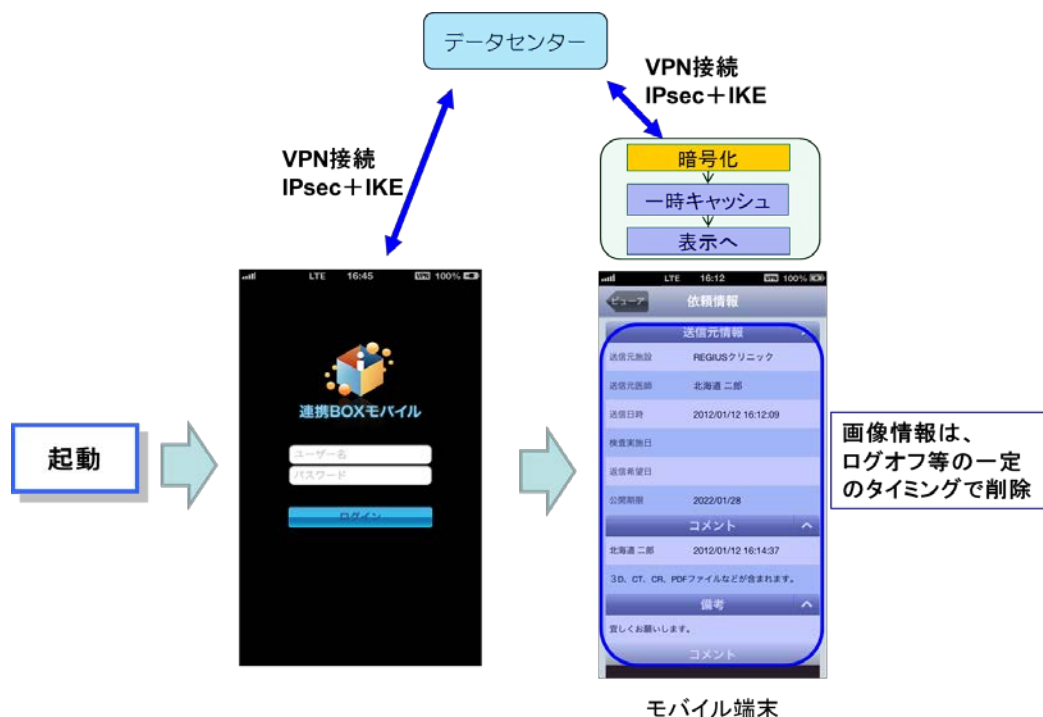 データセンター
VPN接続
IPsec＋IKE
VPN接続
IPsec＋IKE
暗号化
一時キャッシュ
表示へ
起動
LTE 16:45 VPN 100%
連携BOXモバイル
ユーザー名
パスワード
ログイン
LTE 16:12 VPN 100%
ビューア 依頼情報
送信元情報
送信元施設 REGIUSクリニック
送信元医師 北海道 二郎
送信日時 2012/01/12 16:12:09
検査実施日
返信希望日
公開期限 2022/01/28
コメント
北海道 二郎 2012/01/12 16:14:37
３D、CT、CR、PDFファイルなどが含まれます。
備考
宜しくお願いします。
コメント
画像情報は、
ログオフ等の一定
のタイミングで削除
モバイル端末